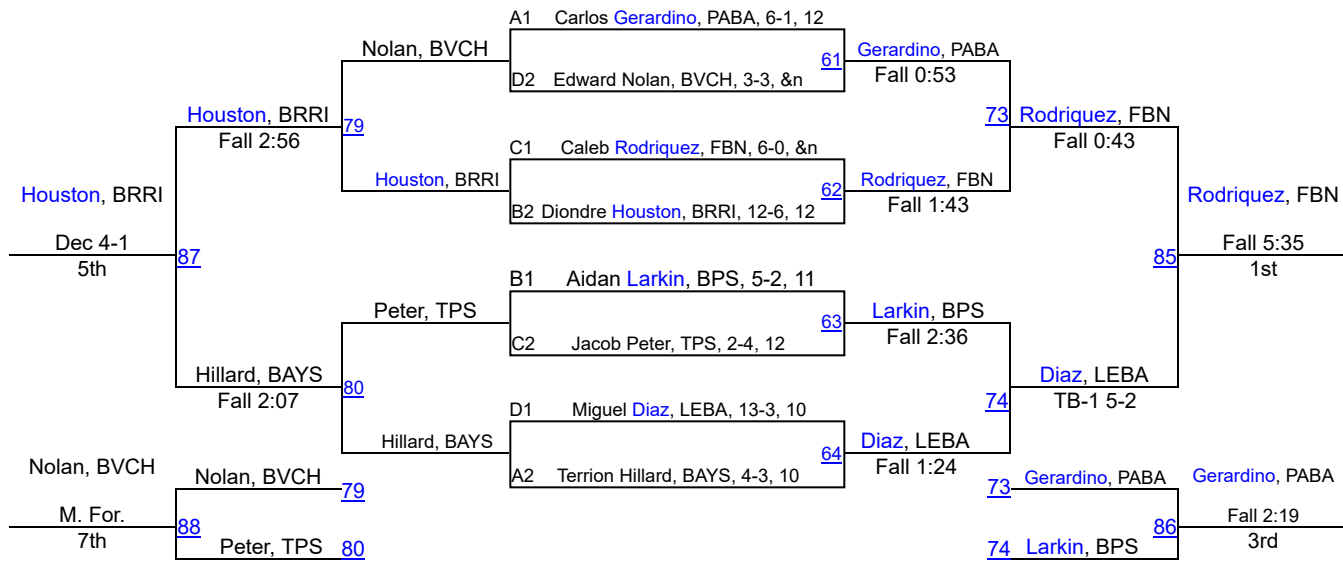 A1 Carlos Gerardino, PABA, 6-1, 12
Nolan, BVCH
61
Gerardino, PABA
Fall 0:53
D2 Edward Nolan, BVCH, 3-3, &n
Houston, BRRI
Fall 2:56
79
73
Rodriquez, FBN
Fall 0:43
C1 Caleb Rodriquez, FBN, 6-0, &n
Houston, BRRI
62
Rodriquez, FBN
Fall 1:43
B2 Diondre Houston, BRRI, 12-6, 12
Houston, BRRI
Dec 4-1
5th
87
85
Rodriquez, FBN
Fall 5:35
1st
B1 Aidan Larkin, BPS, 5-2, 11
Peter, TPS
63
Larkin, BPS
Fall 2:36
C2 Jacob Peter, TPS, 2-4, 12
Hillard, BAYS
Fall 2:07
80
74
Diaz, LEBA
TB-1 5-2
D1 Miguel Diaz, LEBA, 13-3, 10
Hillard, BAYS
64
Diaz, LEBA
Fall 1:24
A2 Terrion Hillard, BAYS, 4-3, 10
Nolan, BVCH
M. For.
7th
Nolan, BVCH 79
88
Peter, TPS 80
73 Gerardino, PABA
86
74 Larkin, BPS
Gerardino, PABA
Fall 2:19
3rd